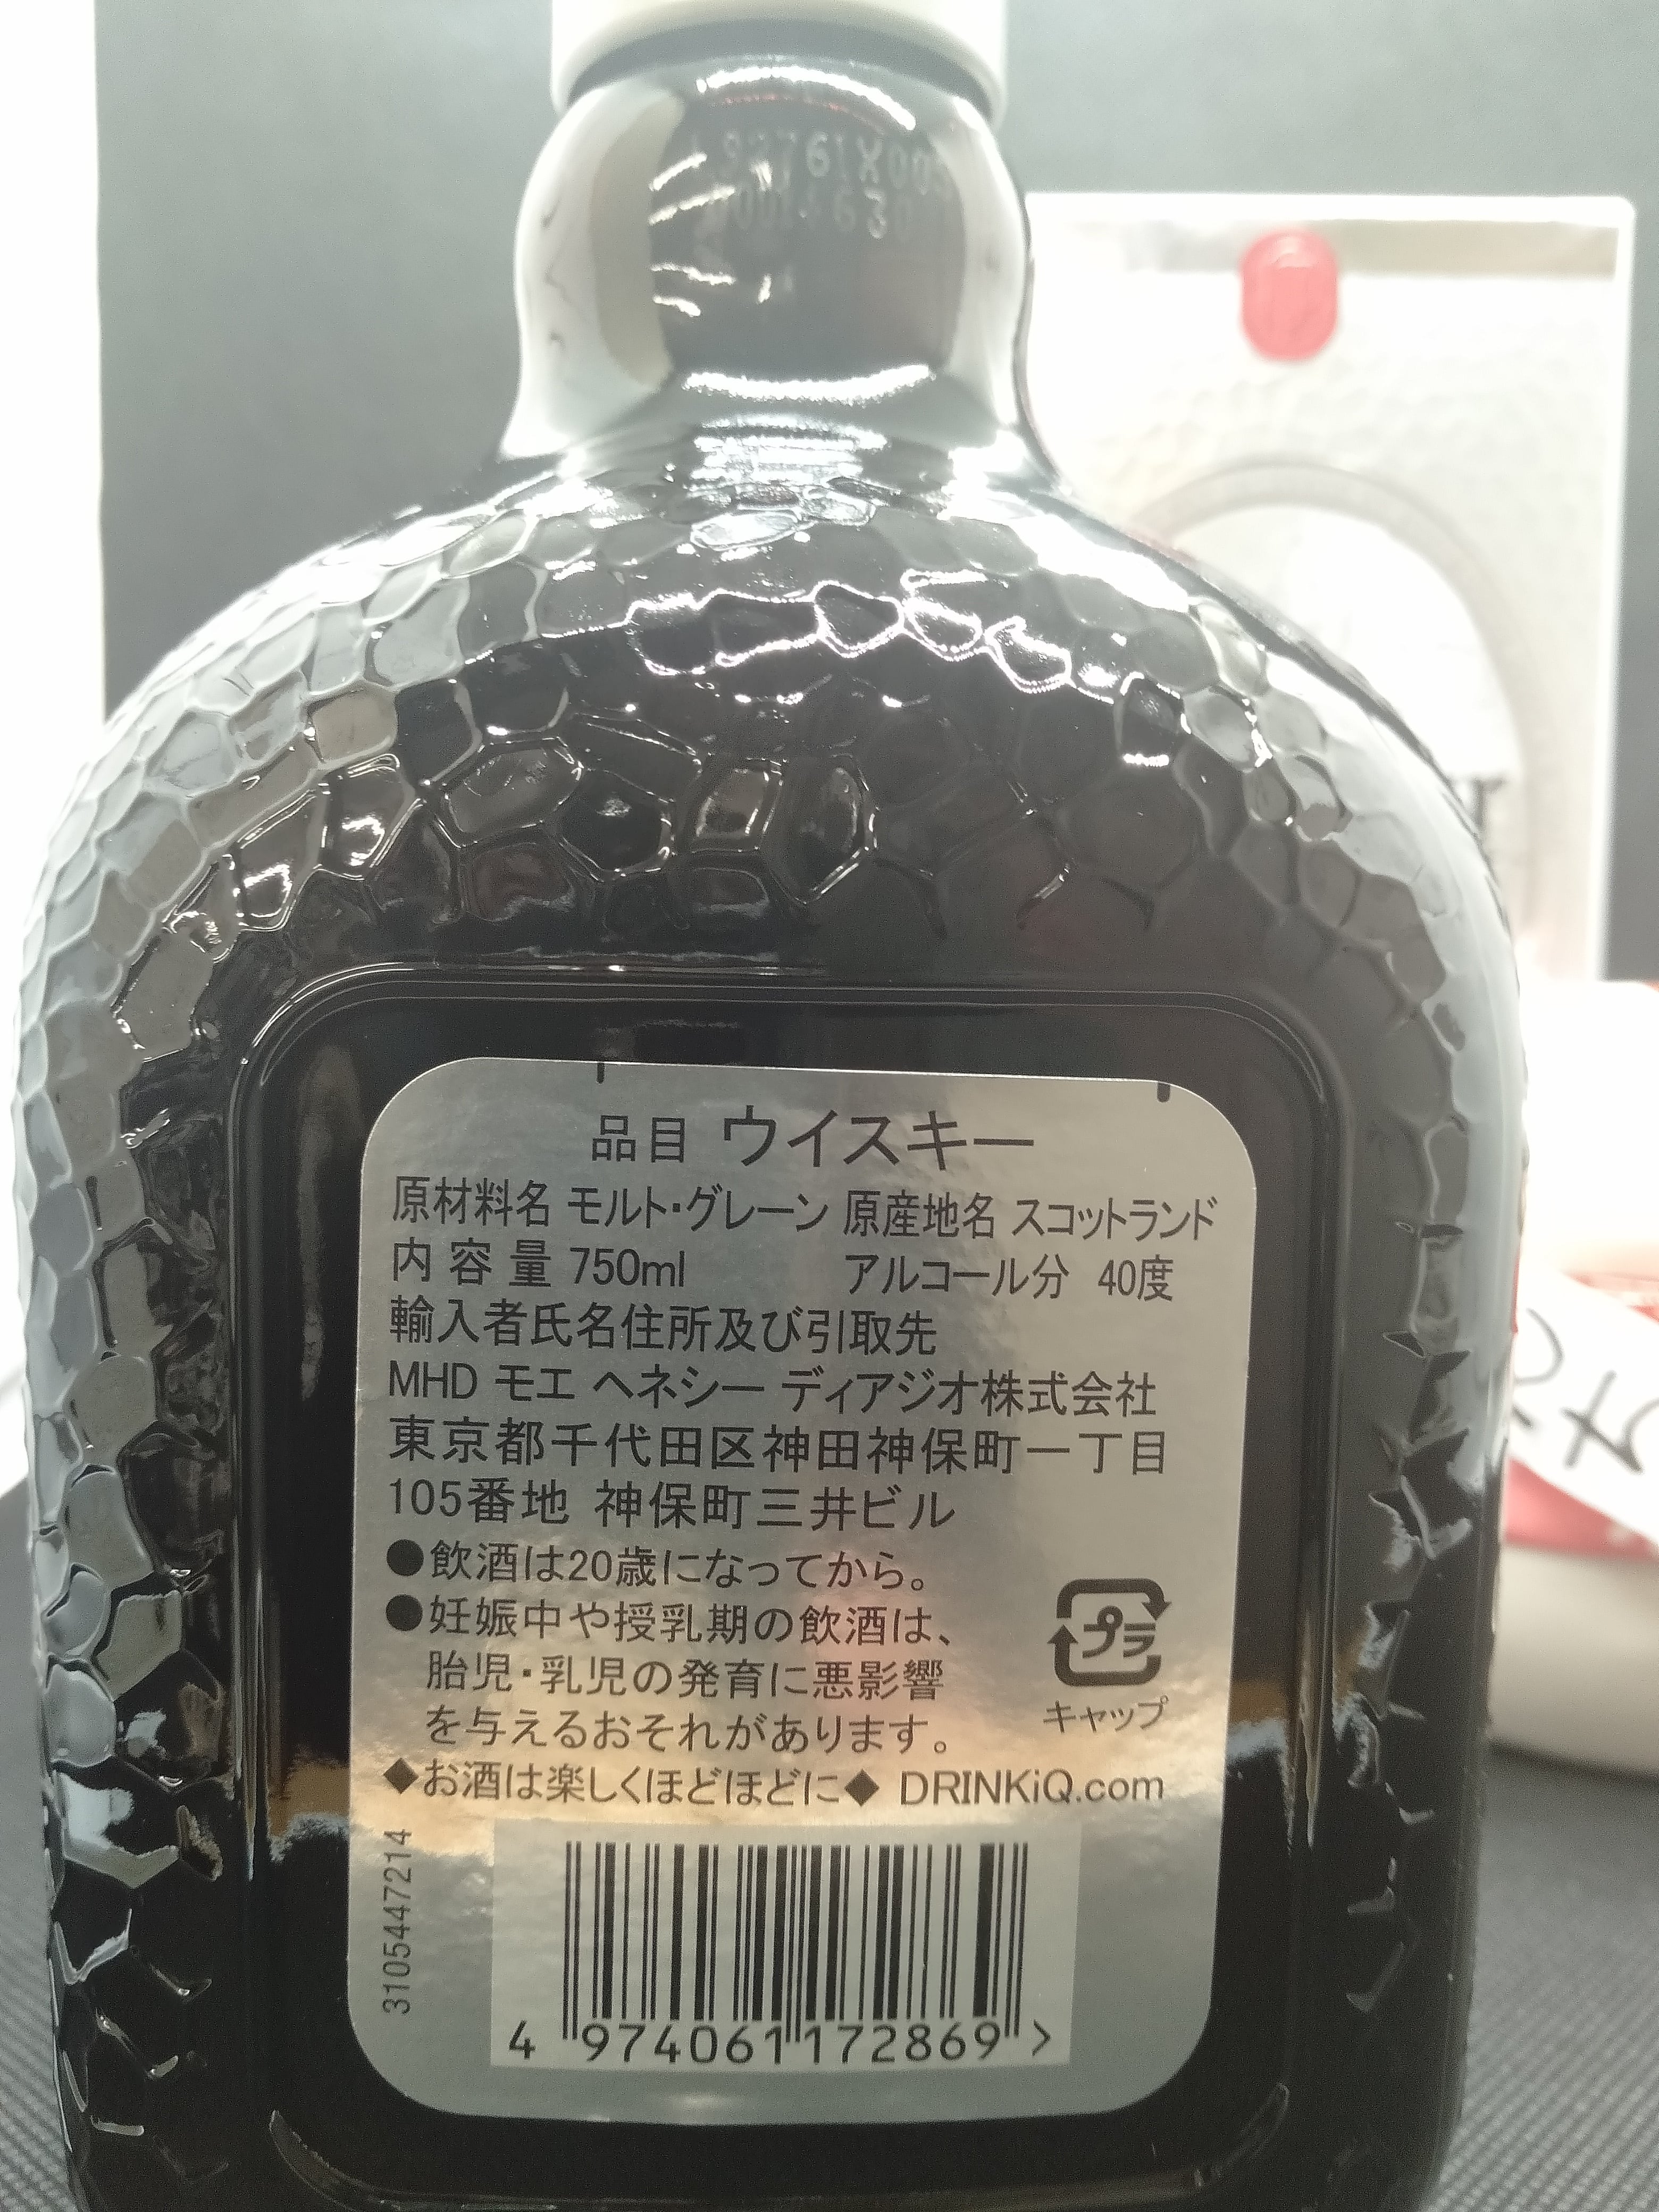 品目 ウイスキー
原材料名 モルト・グレーン 原産地名 スコットランド
内容量 750ml アルコール分 40度
輸入者氏名住所及び引取先
MHD モエ ヘネシー ディアジオ株式会社
東京都千代田区神田神保町一丁目
105番地 神保町三井ビル
●飲酒は20歳になってから。
●妊娠中や授乳期の飲酒は、
胎児・乳児の発育に悪影響
を与えるおそれがあります。
プラ
キャップ
◆お酒は楽しくほどほどに◆ DRINKiQ.com
3105447214
4 974061 172869 >